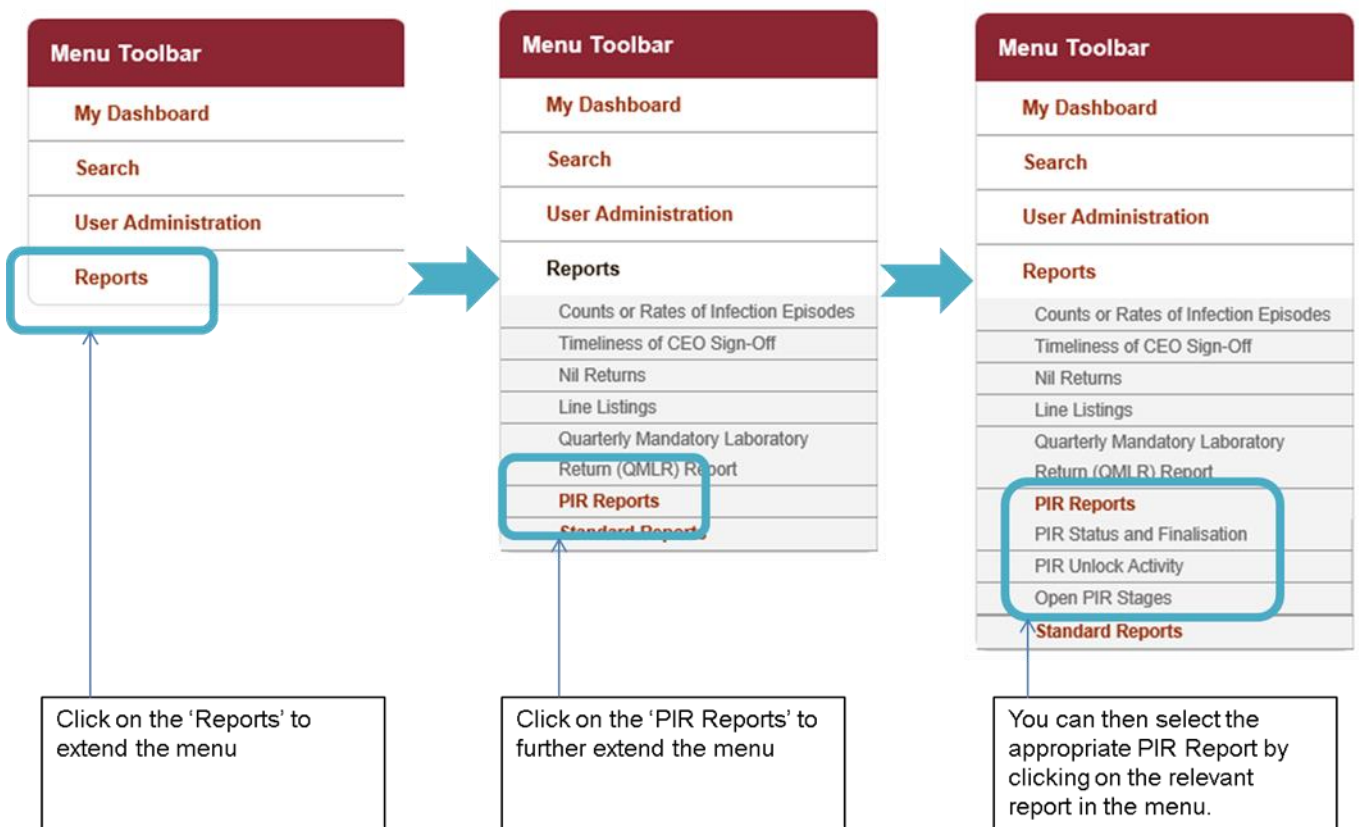 Menu Toolbar
My Dashboard
Search
User Administration
Reports
Click on the ‘Reports’ to
extend the menu
Menu Toolbar
My Dashboard
Search
User Administration
Reports
Counts or Rates of Infection Episodes
Timeliness of CEO Sign-Off
Nil Returns
Line Listings
Quarterly Mandatory Laboratory
Return (QMLR) Report
PIR Reports
Standard Reports
Click on the ‘PIR Reports’ to
further extend the menu
Menu Toolbar
My Dashboard
Search
User Administration
Reports
Counts or Rates of Infection Episodes
Timeliness of CEO Sign-Off
Nil Returns
Line Listings
Quarterly Mandatory Laboratory
Return (QMLR) Report
PIR Reports
PIR Status and Finalisation
PIR Unlock Activity
Open PIR Stages
Standard Reports
You can then select the
appropriate PIR Report by
clicking on the relevant
report in the menu.